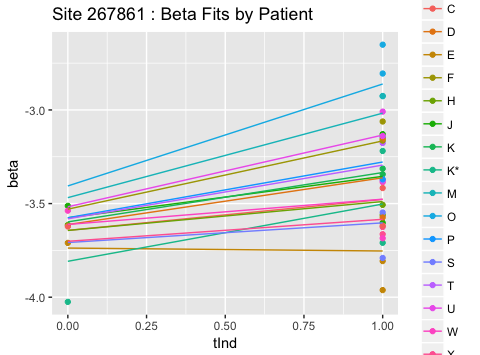 Site 267861 : Beta Fits by Patient
beta
-3.0
-3.5
-4.0
0.00 0.25 0.50 0.75 1.00
tInd
C
D
E
F
H
J
K
K*
M
O
P
S
T
U
W